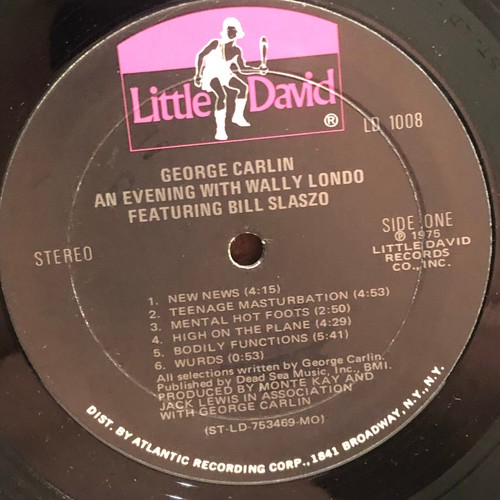 Little David ®
LD 1008
GEORGE CARLIN
AN EVENING WITH WALLY LONDO
FEATURING BILL SLASZO
STEREO
SIDE ONE
℗ 1975
LITTLE DAVID
RECORDS
CO., INC.
1. NEW NEWS (4:15)
2. TEENAGE MASTURBATION (4:53)
3. MENTAL HOT FOOTS (2:50)
4. HIGH ON THE PLANE (4:29)
5. BODILY FUNCTIONS (5:41)
6. WURDS (0:53)
All selections written by George Carlin.
Published by Dead Sea Music, Inc., BMI.
PRODUCED BY MONTE KAY AND
JACK LEWIS IN ASSOCIATION
WITH GEORGE CARLIN
(ST-LD-753469-MO)
DIST. BY ATLANTIC RECORDING CORP., 1841 BROADWAY, N.Y., N.Y.